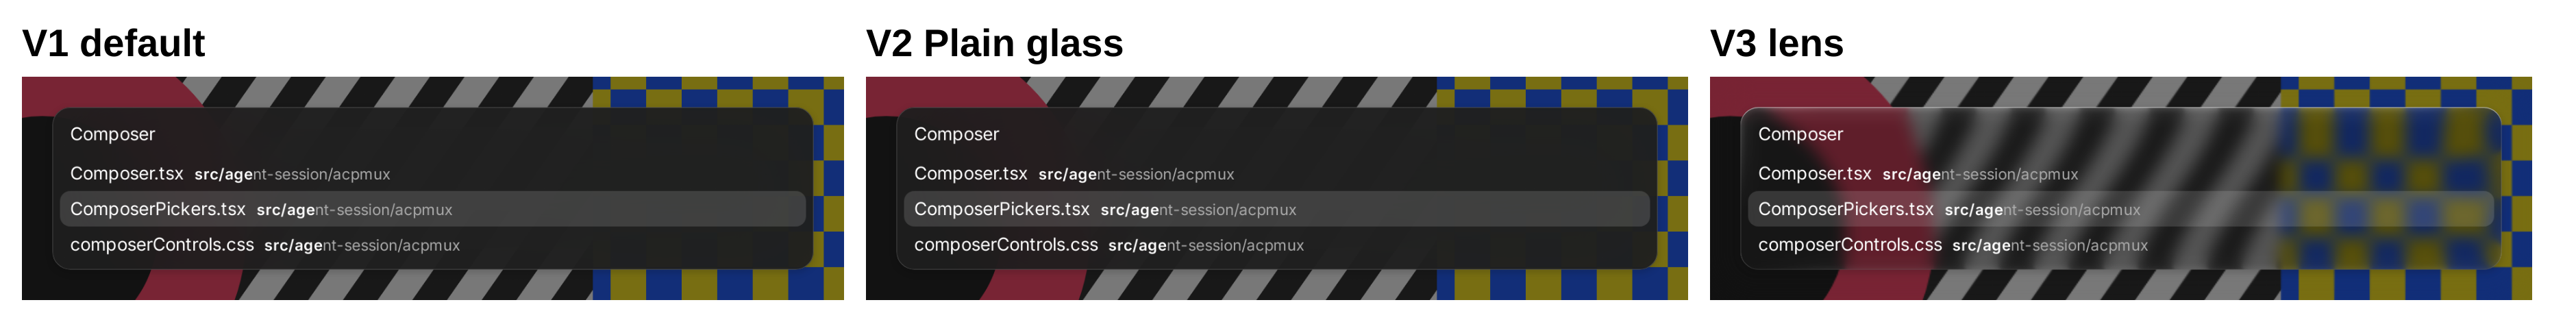 V1 default
Composer
Composer.tsx src/agent-session/acpmux
ComposerPickers.tsx src/agent-session/acpmux
composerControls.css src/agent-session/acpmux
V2 Plain glass
Composer
Composer.tsx src/agent-session/acpmux
ComposerPickers.tsx src/agent-session/acpmux
composerControls.css src/agent-session/acpmux
V3 lens
Composer
Composer.tsx src/agent-session/acpmux
ComposerPickers.tsx src/agent-session/acpmux
composerControls.css src/agent-session/acpmux